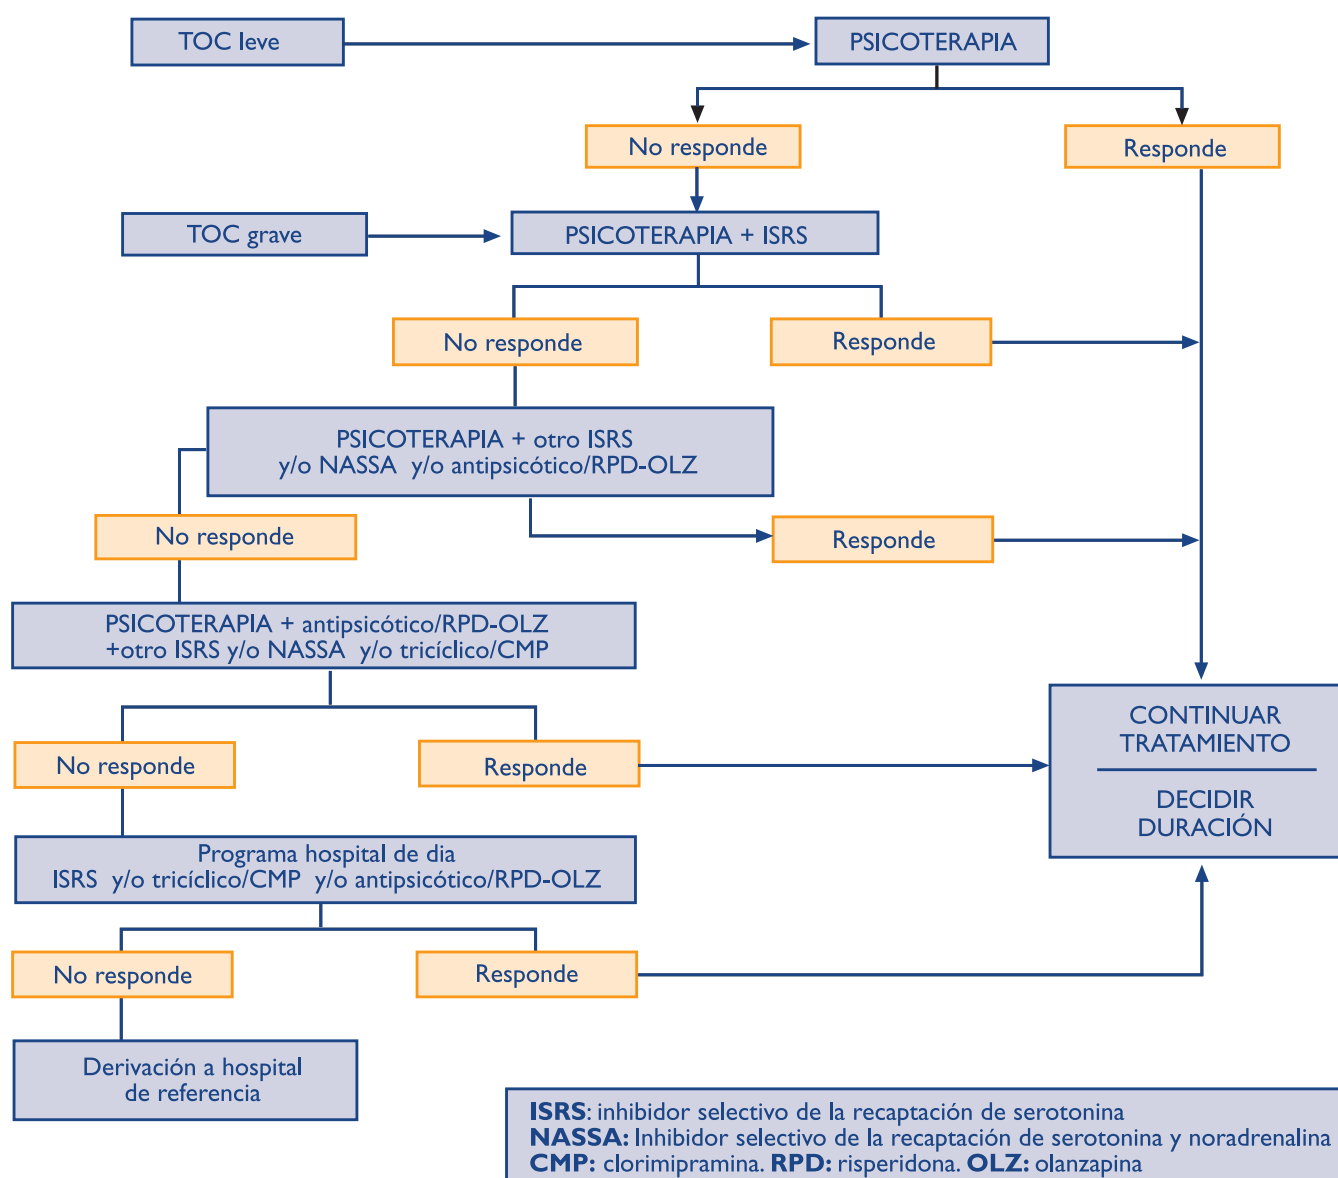 TOC leve
PSICOTERAPIA
No responde
Responde
TOC grave
PSICOTERAPIA + ISRS
No responde
Responde
PSICOTERAPIA + otro ISRS
y/o NASSA y/o antipsicótico/RPD-OLZ
No responde
Responde
PSICOTERAPIA + antipsicótico/RPD-OLZ
+otro ISRS y/o NASSA y/o tricíclico/CMP
No responde
Responde
CONTINUAR
TRATAMIENTO
DECIDIR
DURACIÓN
Programa hospital de dia
ISRS y/o tricíclico/CMP y/o antipsicótico/RPD-OLZ
No responde
Responde
Derivación a hospital
de referencia
ISRS: inhibidor selectivo de la recaptación de serotonina
NASSA: Inhibidor selectivo de la recaptación de serotonina y noradrenalina
CMP: clorimipramina. RPD: risperidona. OLZ: olanzapina